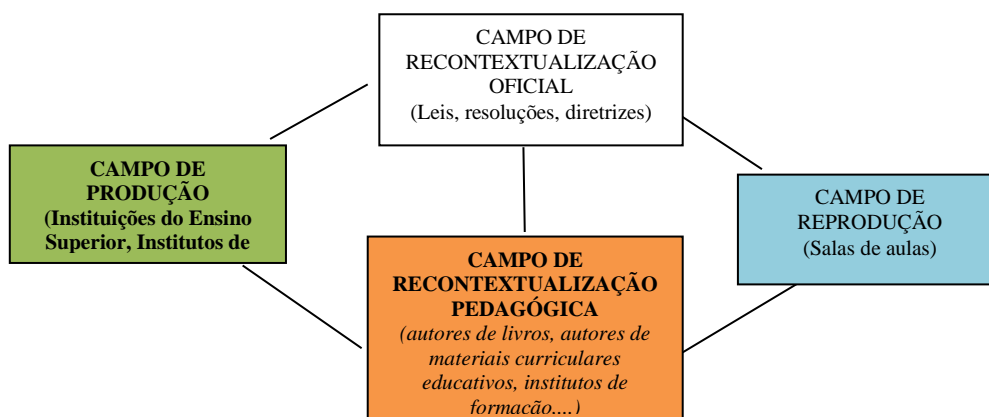 CAMPO DE
RECONTEXTUALIZAÇÃO
OFICIAL
(Leis, resoluções, diretrizes)
CAMPO DE
PRODUÇÃO
(Instituições do Ensino
Superior, Institutos de
CAMPO DE
REPRODUÇÃO
(Salas de aulas)
CAMPO DE
RECONTEXTUALIZAÇÃO
PEDAGÓGICA
(autores de livros, autores de
materiais curriculares
educativos, institutos de
formação....)